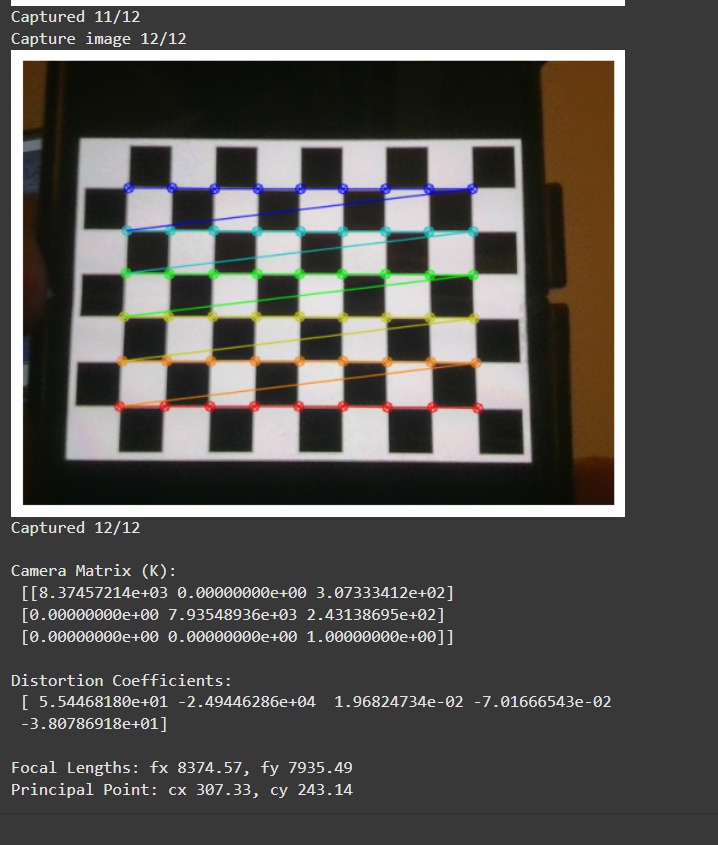 Captured 11/12
Capture image 12/12
Captured 12/12
Camera Matrix (K):
[[8.37457214e+03 0.00000000e+00 3.07333412e+02]
[0.00000000e+00 7.93548936e+03 2.43138695e+02]
[0.00000000e+00 0.00000000e+00 1.00000000e+00]]
Distortion Coefficients:
[ 5.54468180e+01 -2.49446286e+04  1.96824734e-02 -7.01666543e-02
-3.80786918e+01]
Focal Lengths: fx 8374.57, fy 7935.49
Principal Point: cx 307.33, cy 243.14